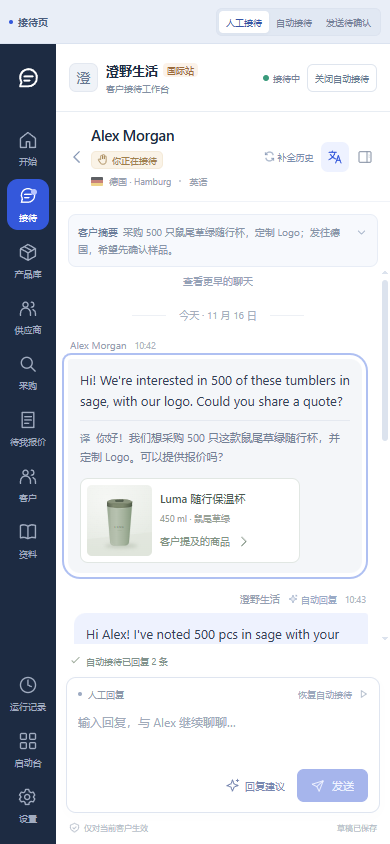 接待页
人工接待
自动接待
发送待确认
澄
澄野生活
国际站
客户接待工作台
接待中
关闭自动接待
开始
接待
产品库
供应商
采购
待我报价
客户
资料
运行记录
启动台
设置
Alex Morgan
你正在接待
补全历史
德国 · Hamburg · 英语
客户摘要 采购 500 只鼠尾草绿随行杯，定制 Logo；发往德
国，希望先确认样品。
查看更早的聊天
今天 · 11 月 16 日
Alex Morgan 10:42
Hi! We're interested in 500 of these tumblers in
sage, with our logo. Could you share a quote?
译 你好！我们想采购 500 只这款鼠尾草绿随行杯，并
定制 Logo。可以提供报价吗？
Luma 随行保温杯
450 ml · 鼠尾草绿
客户提及的商品
澄野生活 自动回复 10:43
Hi Alex! I've noted 500 pcs in sage with your
自动接待已回复 2 条
人工回复
恢复自动接待
输入回复，与 Alex 继续聊聊...
回复建议
发送
仅对当前客户生效
草稿已保存